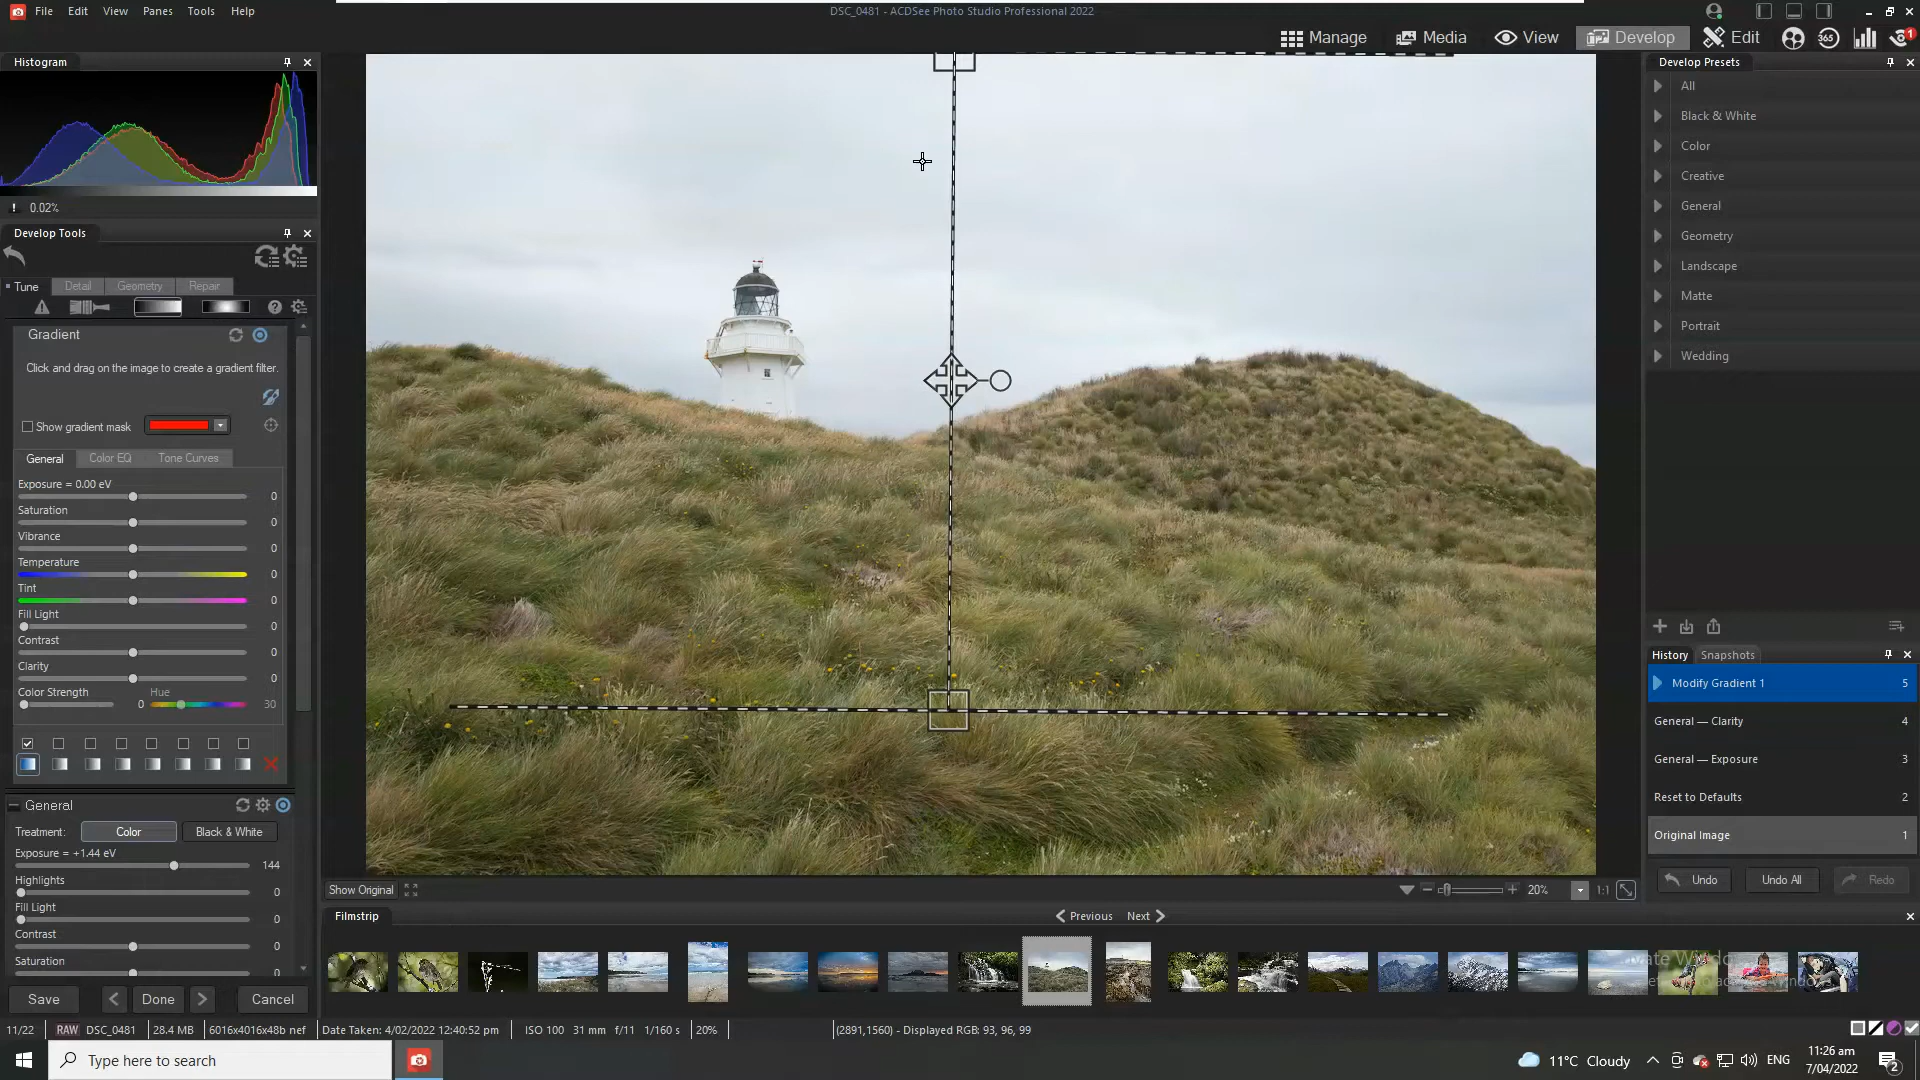 File Edit View Panes Tools Help
DSC_0481 - ACDSee Photo Studio Professional 2022
Manage Media View Develop Edit 365 1
Histogram
0.02%
Develop Tools
Tune Detail Geometry Repair
Gradient
Click and drag on the image to create a gradient filter.
Show gradient mask
General Color EQ Tone Curves
Exposure = 0.00 eV
0
Saturation
0
Vibrance
0
Temperature
0
Tint
0
Fill Light
0
Contrast
0
Clarity
0
Color Strength Hue
0 30
General
Treatment: Color Black & White
Exposure = +1.44 eV
144
Highlights
0
Fill Light
0
Contrast
0
Saturation
0
Save Done Cancel
Develop Presets
All
Black & White
Color
Creative
General
Geometry
Landscape
Matte
Portrait
Wedding
History Snapshots
Modify Gradient 1 5
General — Clarity 4
General — Exposure 3
Reset to Defaults 2
Original Image 1
Undo Undo All Redo
Show Original 20% 1:1
Filmstrip Previous Next
11/22 RAW DSC_0481 28.4 MB 6016x4016x48b nef Date Taken: 4/02/2022 12:40:52 pm ISO 100 31 mm f/11 1/160 s 20% (2891,1560) - Displayed RGB: 93, 96, 99
Type here to search
11°C Cloudy ENG
11:26 am
7/04/2022
2